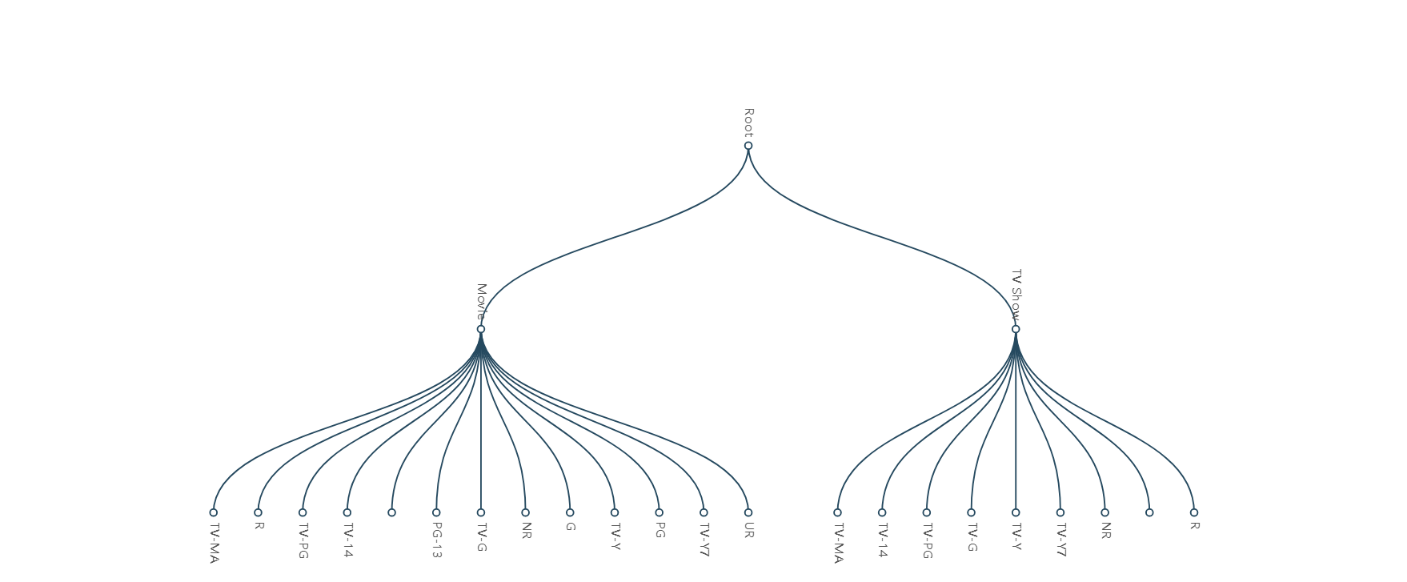 Root
Movie
TV Show
TV-MA
R
TV-PG
TV-14
PG-13
TV-G
NR
G
TV-Y
PG
TV-Y7
UR
TV-MA
TV-14
TV-PG
TV-G
TV-Y
TV-Y7
NR
R